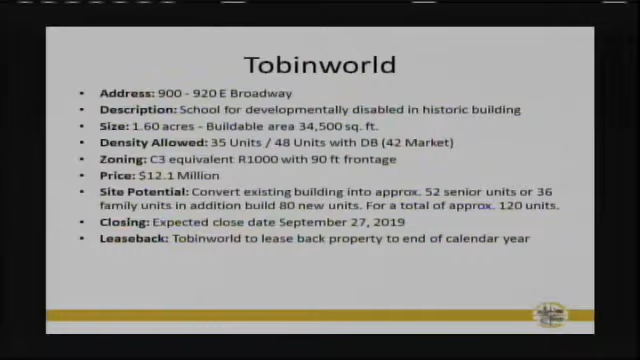 Tobinworld
• Address: 900 - 920 E Broadway
• Description: School for developmentally disabled in historic building
• Size: 1.60 acres - Buildable area 34,500 sq. ft.
• Density Allowed: 35 Units / 48 Units with DB (42 Market)
• Zoning: C3 equivalent R1000 with 90 ft frontage
• Price: $12.1 Million
• Site Potential: Convert existing building into approx. 52 senior units or 36
family units in addition build 80 new units. For a total of approx. 120 units.
• Closing: Expected close date September 27, 2019
• Leaseback: Tobinworld to lease back property to end of calendar year